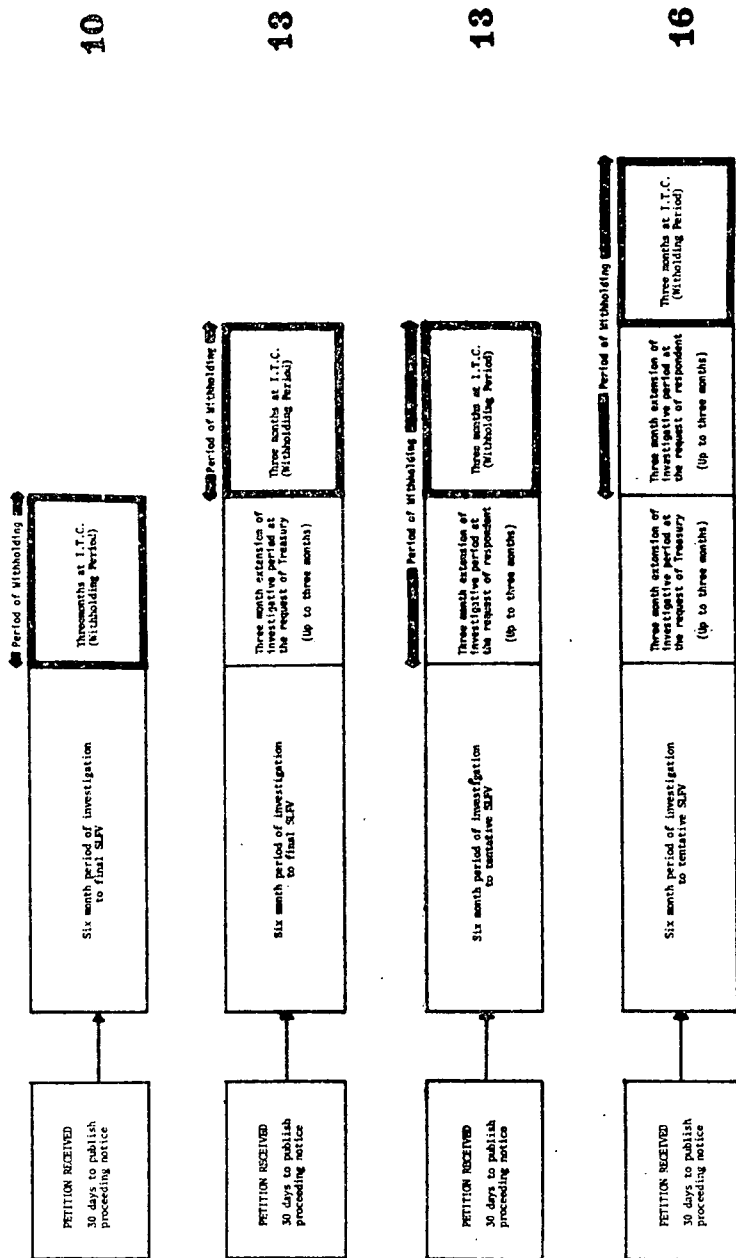 PETITION RECEIVED
30 days to publish
proceeding notice
Six month period of investigation
to final SLFV
Period of Withholding
Threemonths at I.T.C.
(Withholding Period)
10
PETITION RSCEIVED
30 days to publish
proceeding notice
Six month period of investigation
to final SLFV
Three month extension of
investigative period at
the request of Treasury
(Up to three months)
Period of Withholding
Three months at I.T.C.
(Withholding Period)
13
PETITION RECEIVED
30 days to publish
proceeding notice
Six month period of investigation
to tentative SLFV
Period of Withholding
Three month extension of
investigative period at
the request of respondent
(Up to three months)
Three months at I.T.C.
(Withholding Period)
13
PETITION RECEIVED
30 days to publish
proceeding notice
Six month period of investigation
to tentative SLFV
Three month extension of
investigative period at
the request of Treasury
(Up to three months)
Period of Withholding
Three month extension of
investigative period at
the request of respondent
(Up to three months)
Three months at I.T.C.
(Witholding Period)
16